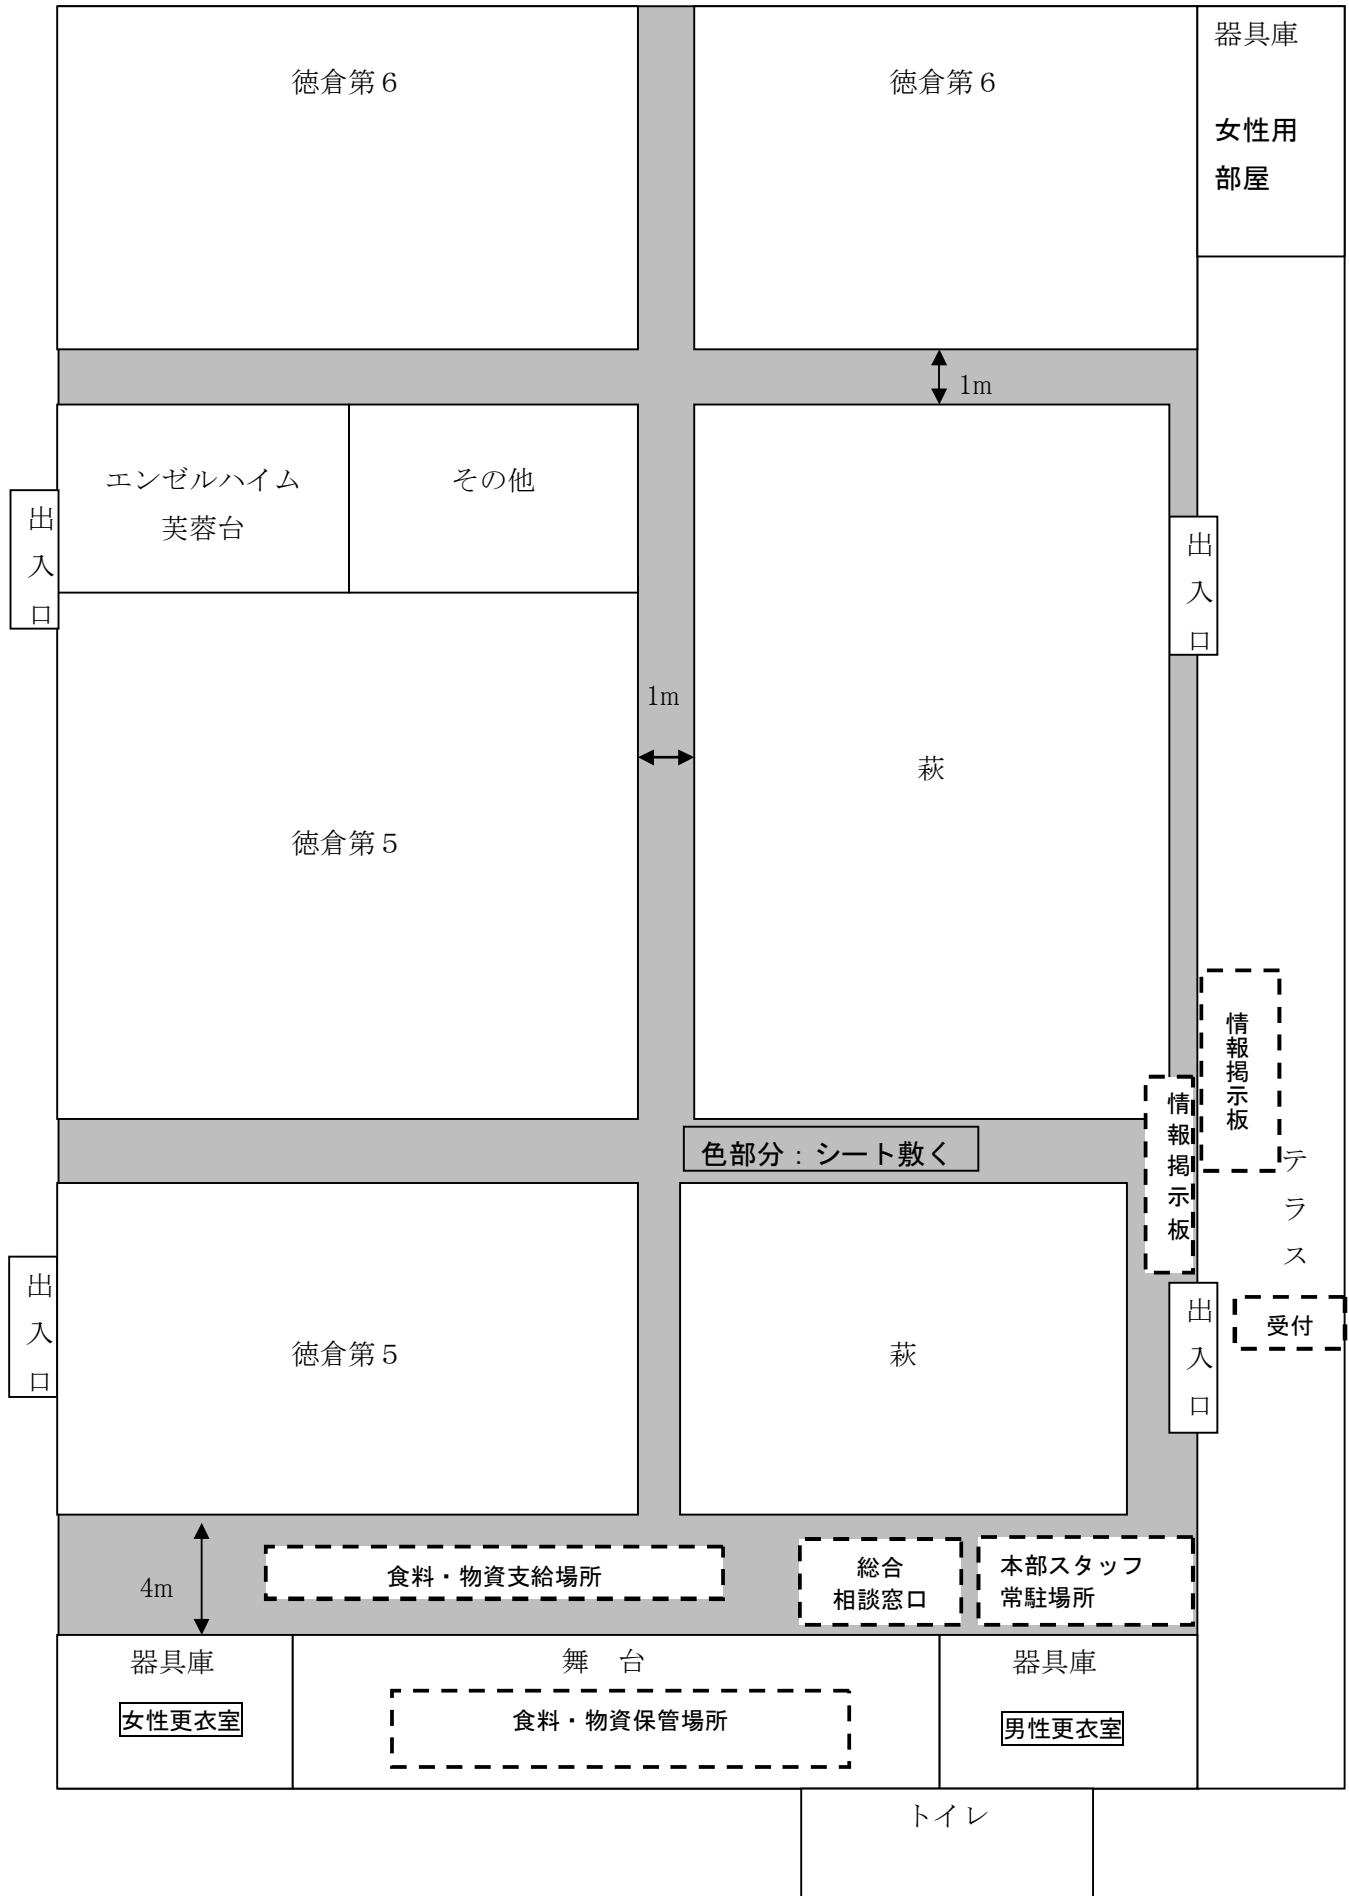 徳倉第６
徳倉第６
器具庫
女性用
部屋
1m
エンゼルハイム
芙蓉台
その他
出入口
出入口
1m
萩
徳倉第５
情報掲示板
情報掲示板
色部分：シート敷く
テラス
出入口
徳倉第５
萩
出入口
受付
4m
食料・物資支給場所
総合
相談窓口
本部スタッフ
常駐場所
器具庫
女性更衣室
舞　台
食料・物資保管場所
器具庫
男性更衣室
トイレ